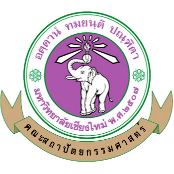 อตฺตานํ ทมยนฺติ ปณฺฑิตา
มหาวิทยาลัยเชียงใหม่ พ.ศ.๒๕๐๗
คณะสถาปัตยกรรมศาสตร์